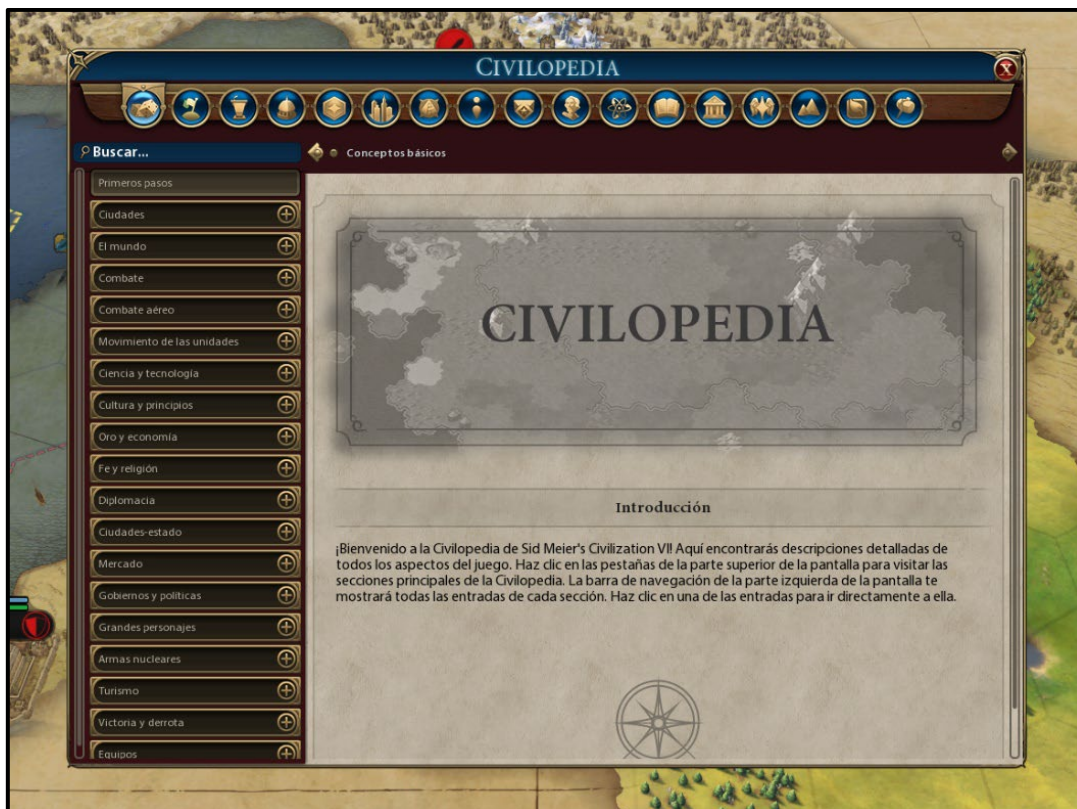 CIVILOPEDIA
X
Buscar...
Conceptos básicos
Primeros pasos
Ciudades
El mundo
Combate
Combate aéreo
Movimiento de las unidades
Ciencia y tecnología
Cultura y principios
Oro y economía
Fe y religión
Diplomacia
Ciudades-estado
Mercado
Gobiernos y políticas
Grandes personajes
Armas nucleares
Turismo
Victoria y derrota
Equipos
CIVILOPEDIA
Introducción
¡Bienvenido a la Civilopedia de Sid Meier's Civilization VI! Aquí encontrarás descripciones detalladas de
todos los aspectos del juego. Haz clic en las pestañas de la parte superior de la pantalla para visitar las
secciones principales de la Civilopedia. La barra de navegación de la parte izquierda de la pantalla te
mostrará todas las entradas de cada sección. Haz clic en una de las entradas para ir directamente a ella.